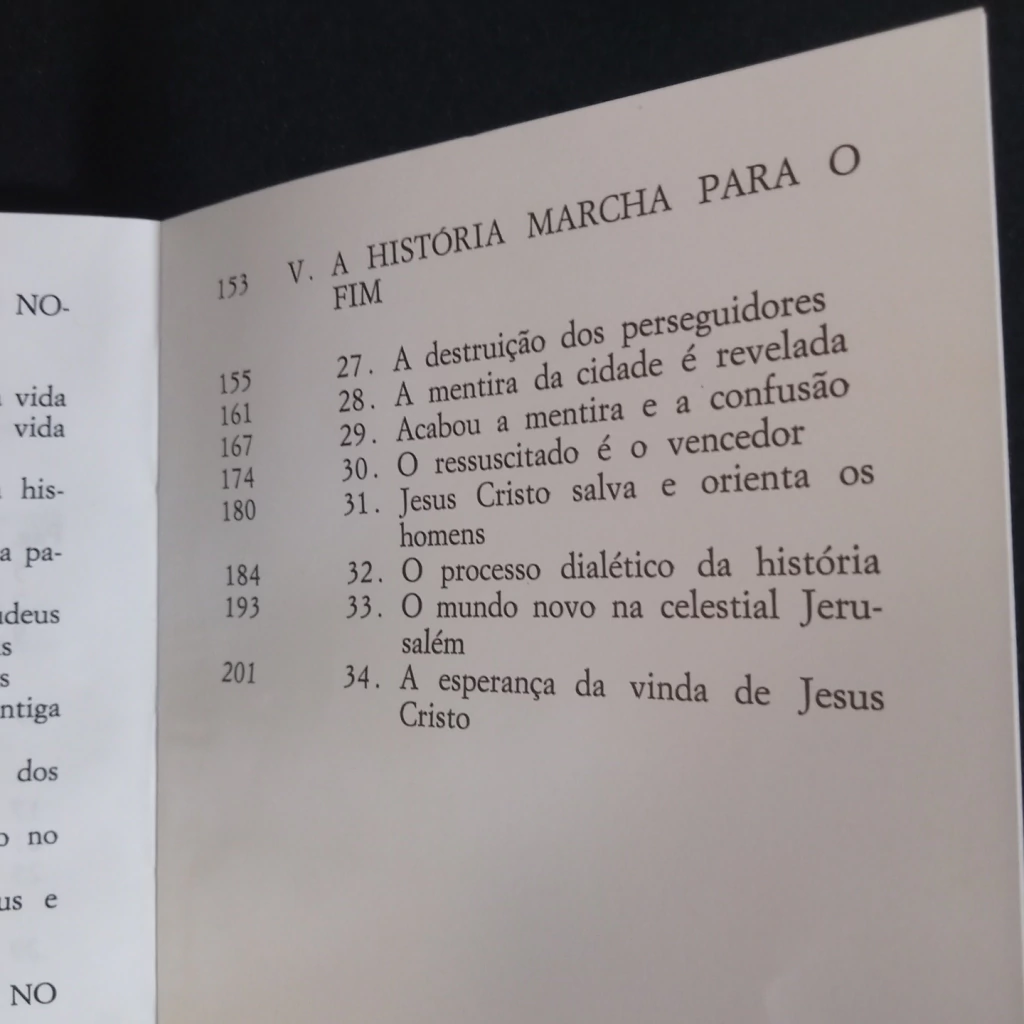 NO-
vida
vida
his-
a pa-
deus
s
s
ntiga
dos
o no
us e
NO
153 V. A HISTÓRIA MARCHA PARA O
FIM
155 27. A destruição dos perseguidores
161 28. A mentira da cidade é revelada
167 29. Acabou a mentira e a confusão
174 30. O ressuscitado é o vencedor
180 31. Jesus Cristo salva e orienta os
homens
184 32. O processo dialético da história
193 33. O mundo novo na celestial Jeru-
salém
201 34. A esperança da vinda de Jesus
Cristo